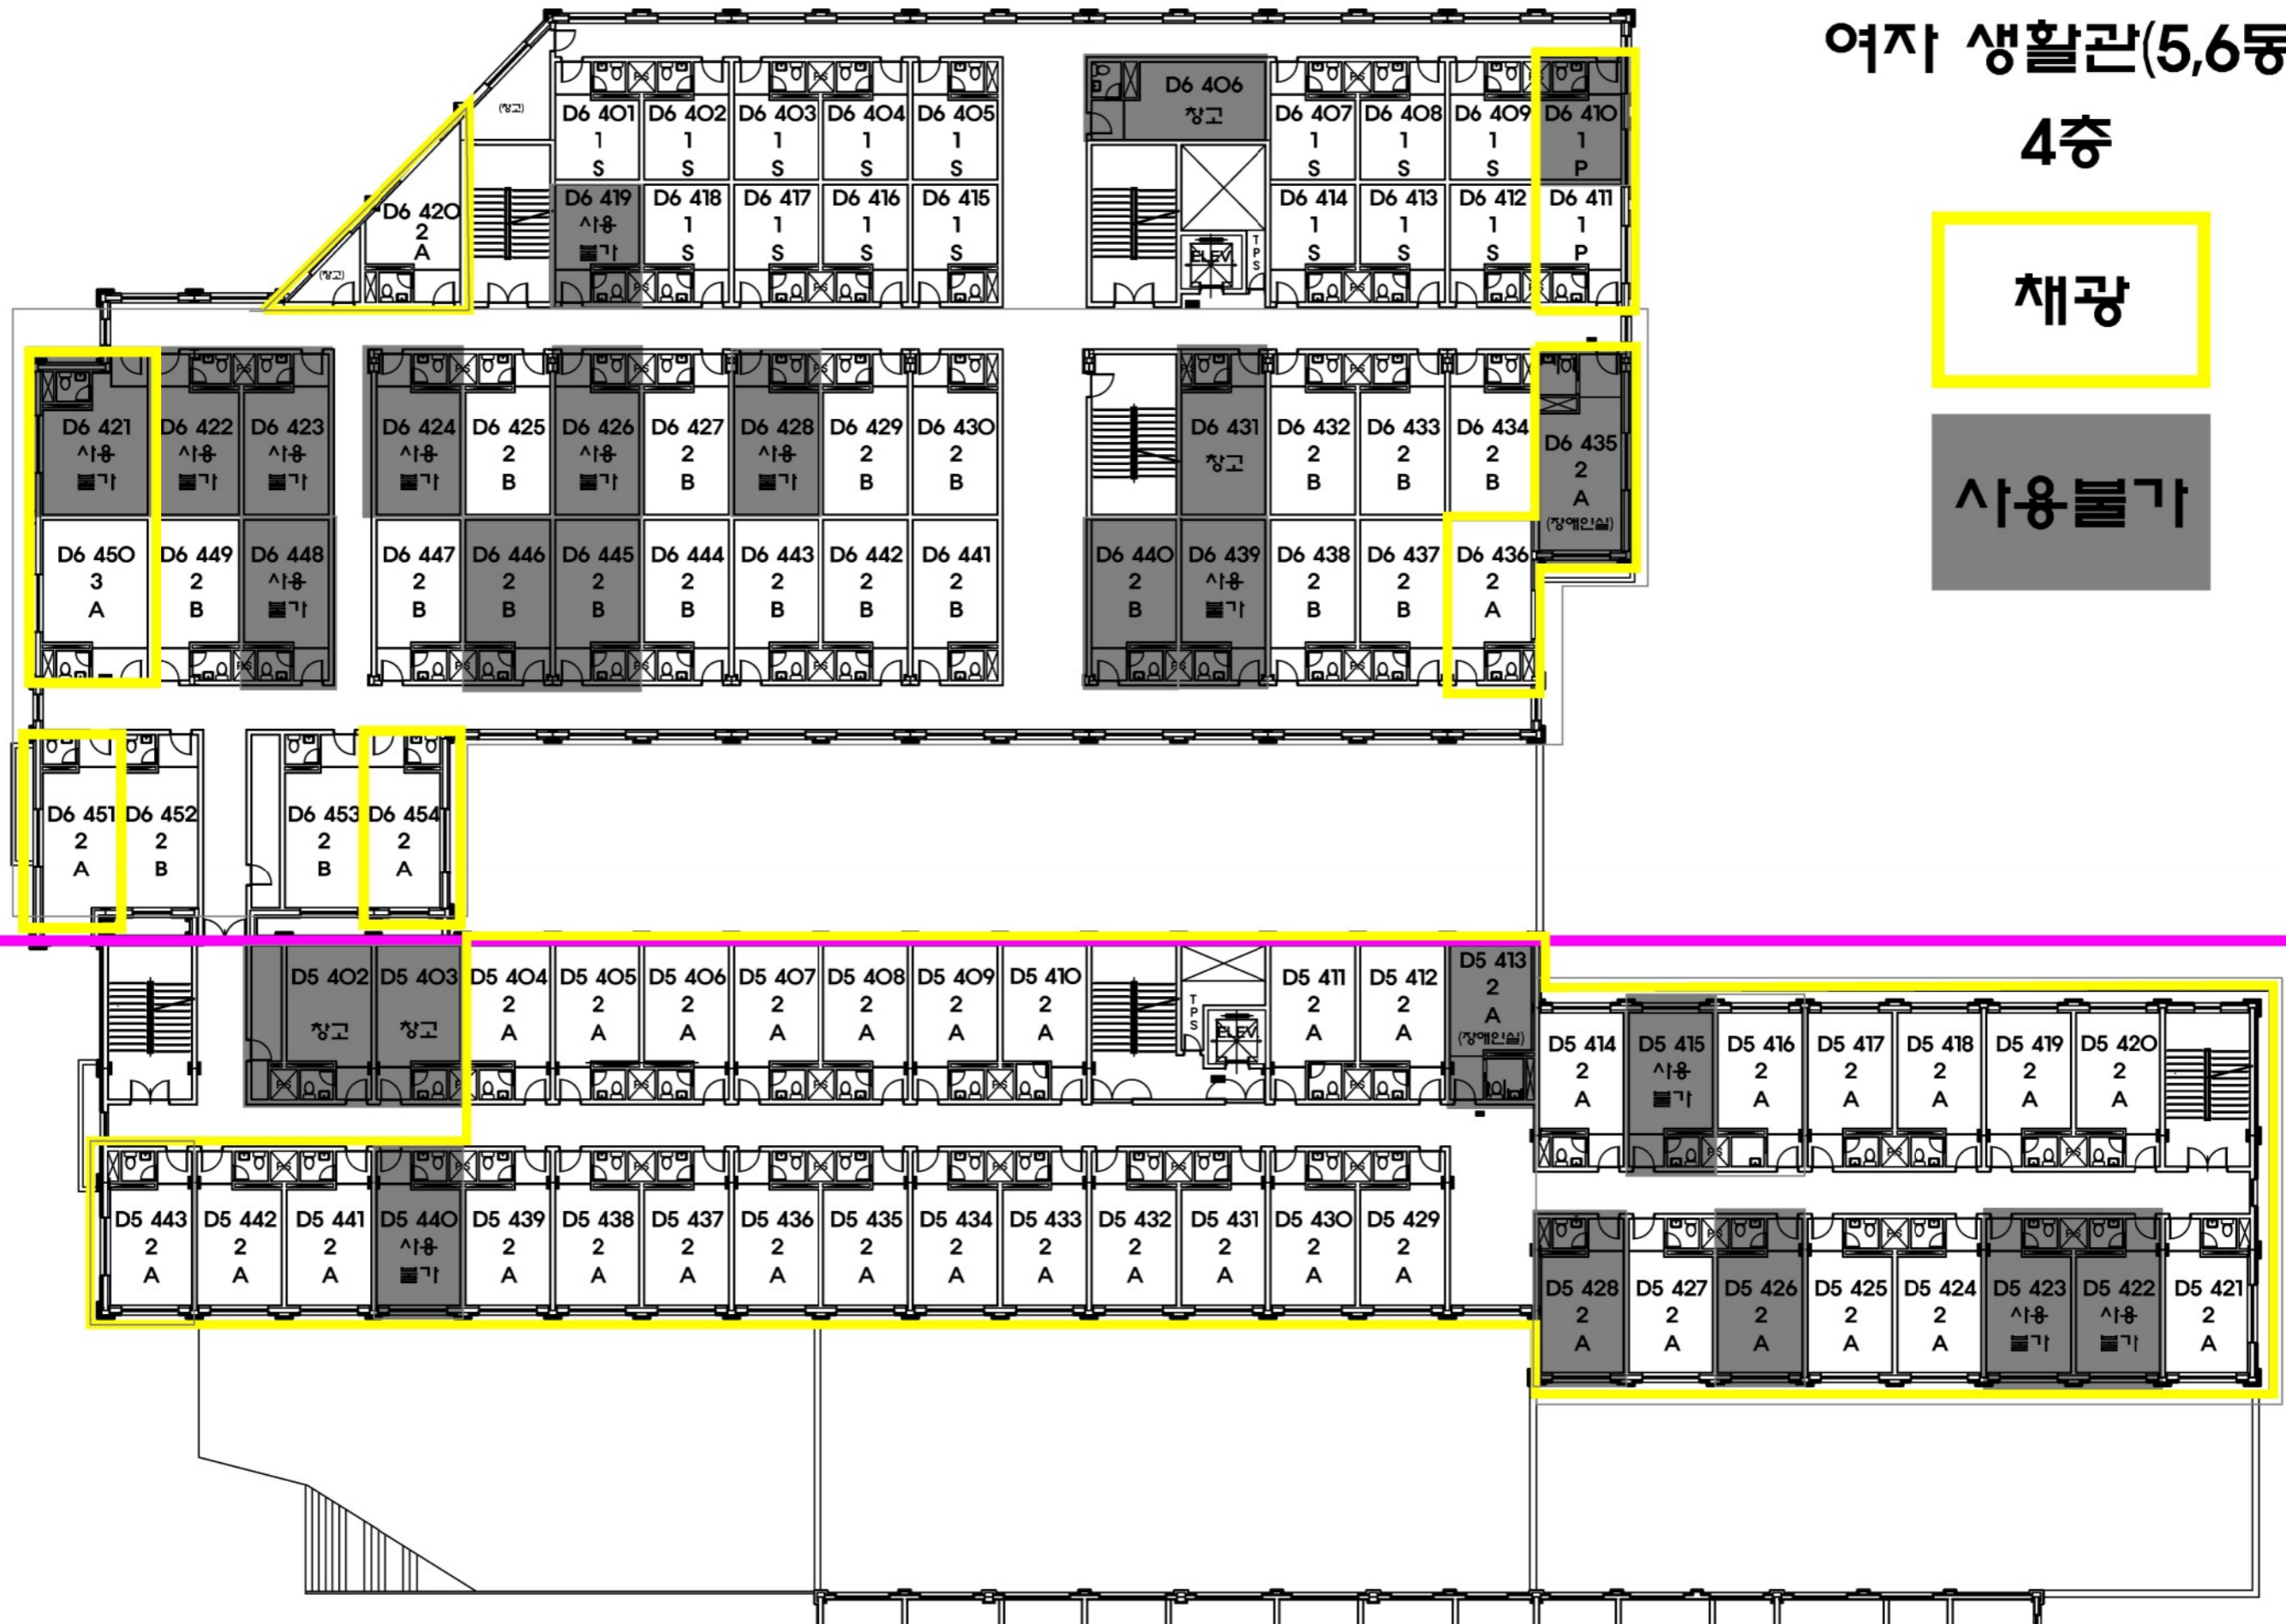 여자 생활관(5,6동
4층
채광
사용불가
(창고)
D6 401 D6 402 D6 403 D6 404 D6 405
1 1 1 1 1
S S S S S
D6 406
창고
D6 407 D6 408 D6 409 D6 410
1 1 1 1
S S S P
D6 420
2
A
(창고)
D6 419 D6 418 D6 417 D6 416 D6 415
사용 1 1 1 1
불가 S S S S
D6 414 D6 413 D6 412 D6 411
1 1 1 1
S S S P
ELEV
TPS
D6 421 D6 422 D6 423 D6 424 D6 425 D6 426 D6 427 D6 428 D6 429 D6 430
사용 사용 사용 사용 2 사용 2 사용 2 2
불가 불가 불가 불가 B 불가 B 불가 B B
D6 431 D6 432 D6 433 D6 434 D6 435
창고 2 2 2 2
B B B A
(장애인실)
D6 450 D6 449 D6 448 D6 447 D6 446 D6 445 D6 444 D6 443 D6 442 D6 441
3 2 사용 2 2 2 2 2 2 2
A B 불가 B B B B B B B
D6 440 D6 439 D6 438 D6 437 D6 436
2 사용 2 2 2
B 불가 B B A
D6 451 D6 452 D6 453 D6 454
2 2 2 2
A B B A
D5 402 D5 403 D5 404 D5 405 D5 406 D5 407 D5 408 D5 409 D5 410
창고 창고 2 2 2 2 2 2 2
A A A A A A A
TPS
ELEV
D5 411 D5 412 D5 413
2 2 2
A A A
(장애인실)
D5 414 D5 415 D5 416 D5 417 D5 418 D5 419 D5 420
2 사용 2 2 2 2 2
A 불가 A A A A A
D5 443 D5 442 D5 441 D5 440 D5 439 D5 438 D5 437 D5 436 D5 435 D5 434 D5 433 D5 432 D5 431 D5 430 D5 429
2 2 2 사용 2 2 2 2 2 2 2 2 2 2 2
A A A 불가 A A A A A A A A A A A
D5 428 D5 427 D5 426 D5 425 D5 424 D5 423 D5 422 D5 421
2 2 2 2 2 사용 사용 2
A A A A A 불가 불가 A